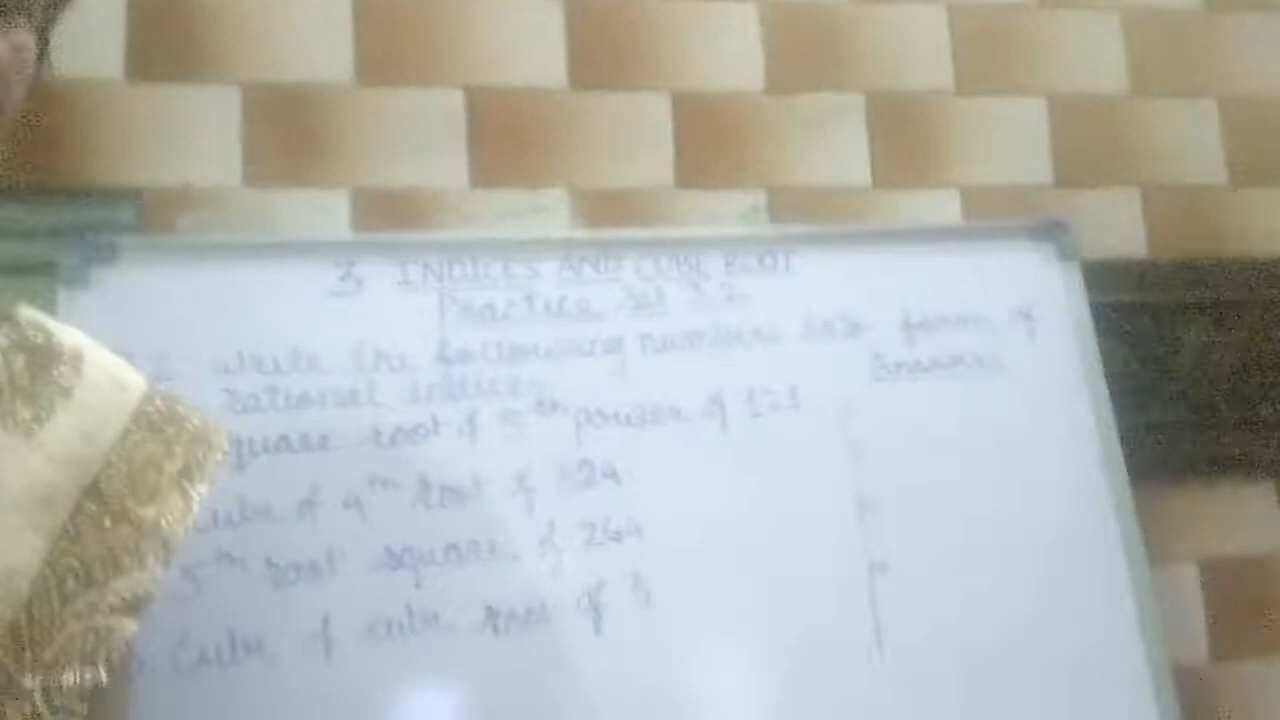 3 INDICES AND CUBE ROOT
Practice Set 3.2
write the following numbers form of
rational indices.
Answers
square root of 5th power of 121
cube of 4th root of 24
5th root square of 264
Cube of cube root of